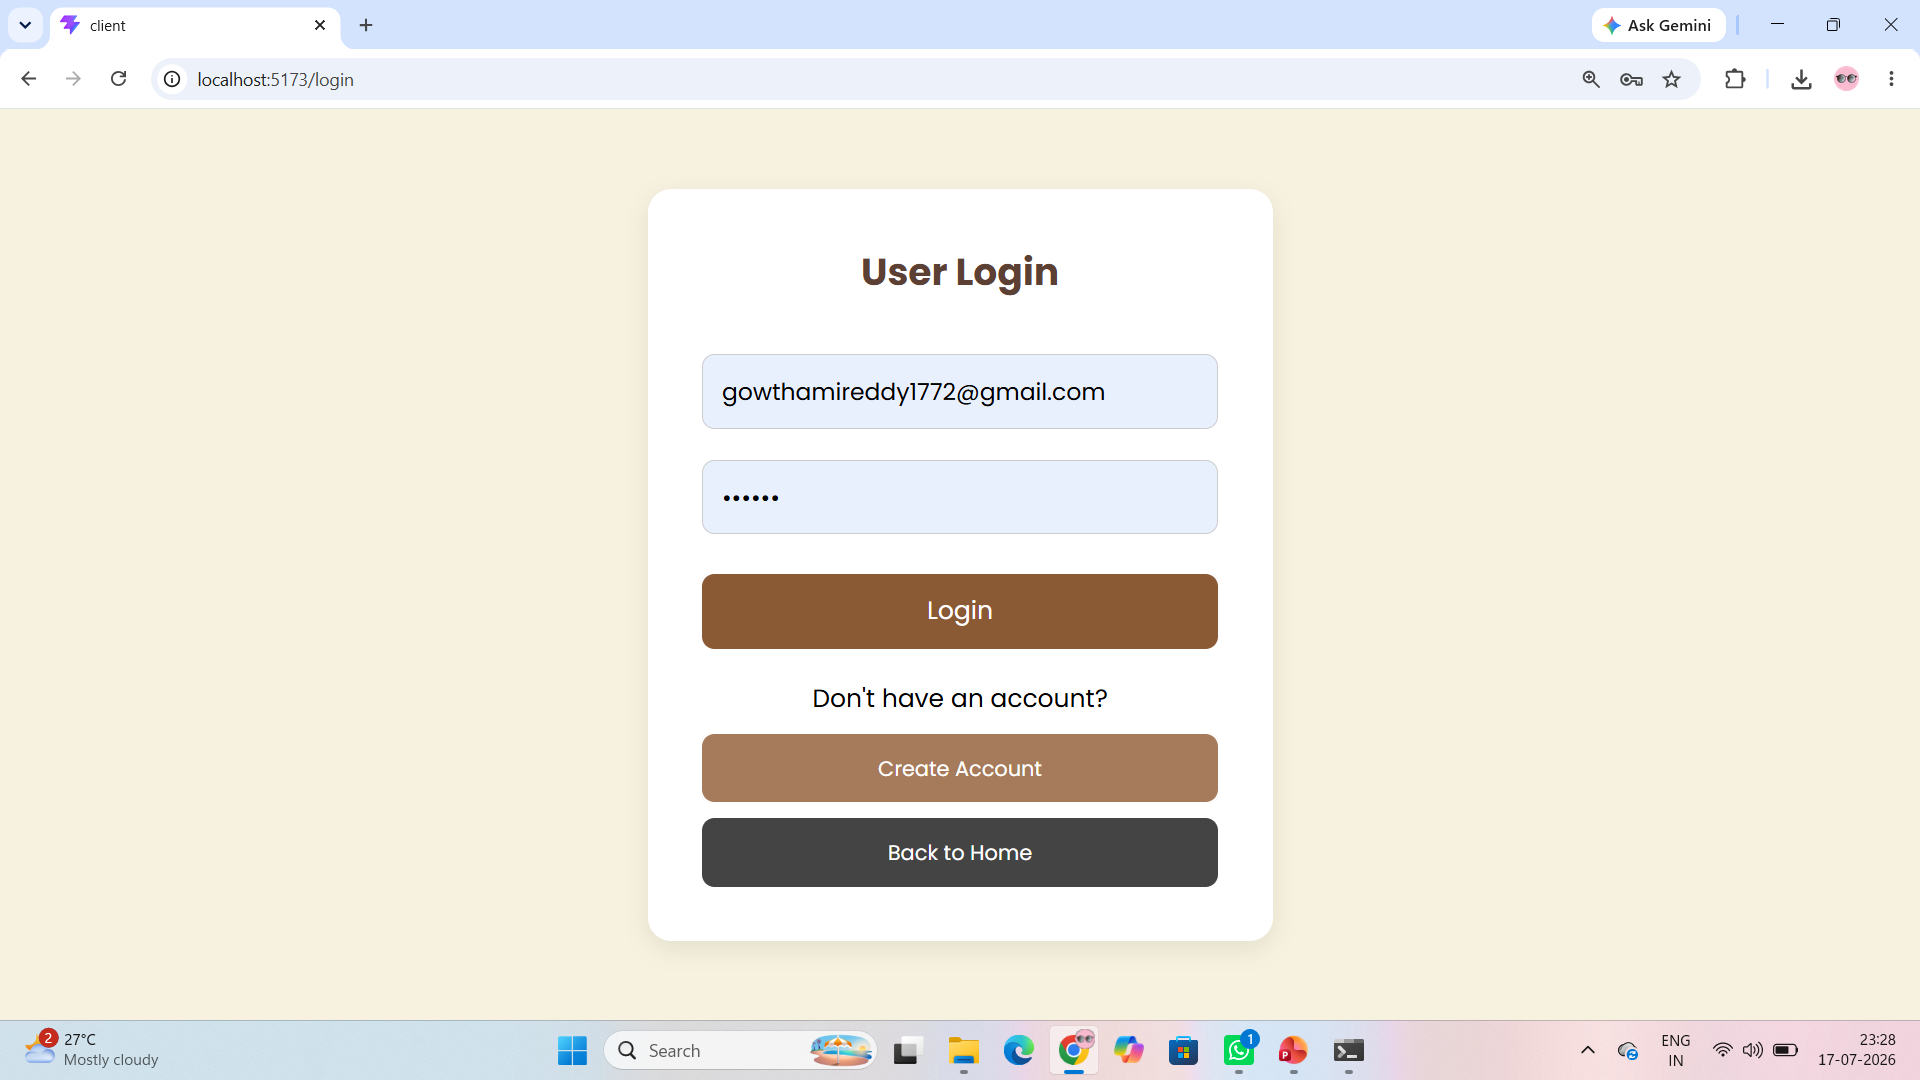 client
Ask Gemini
localhost:5173/login
User Login
gowthamireddy1772@gmail.com
••••••
Login
Don't have an account?
Create Account
Back to Home
2
27°C
Mostly cloudy
Search
1
P
ENG
IN
23:28
17-07-2026